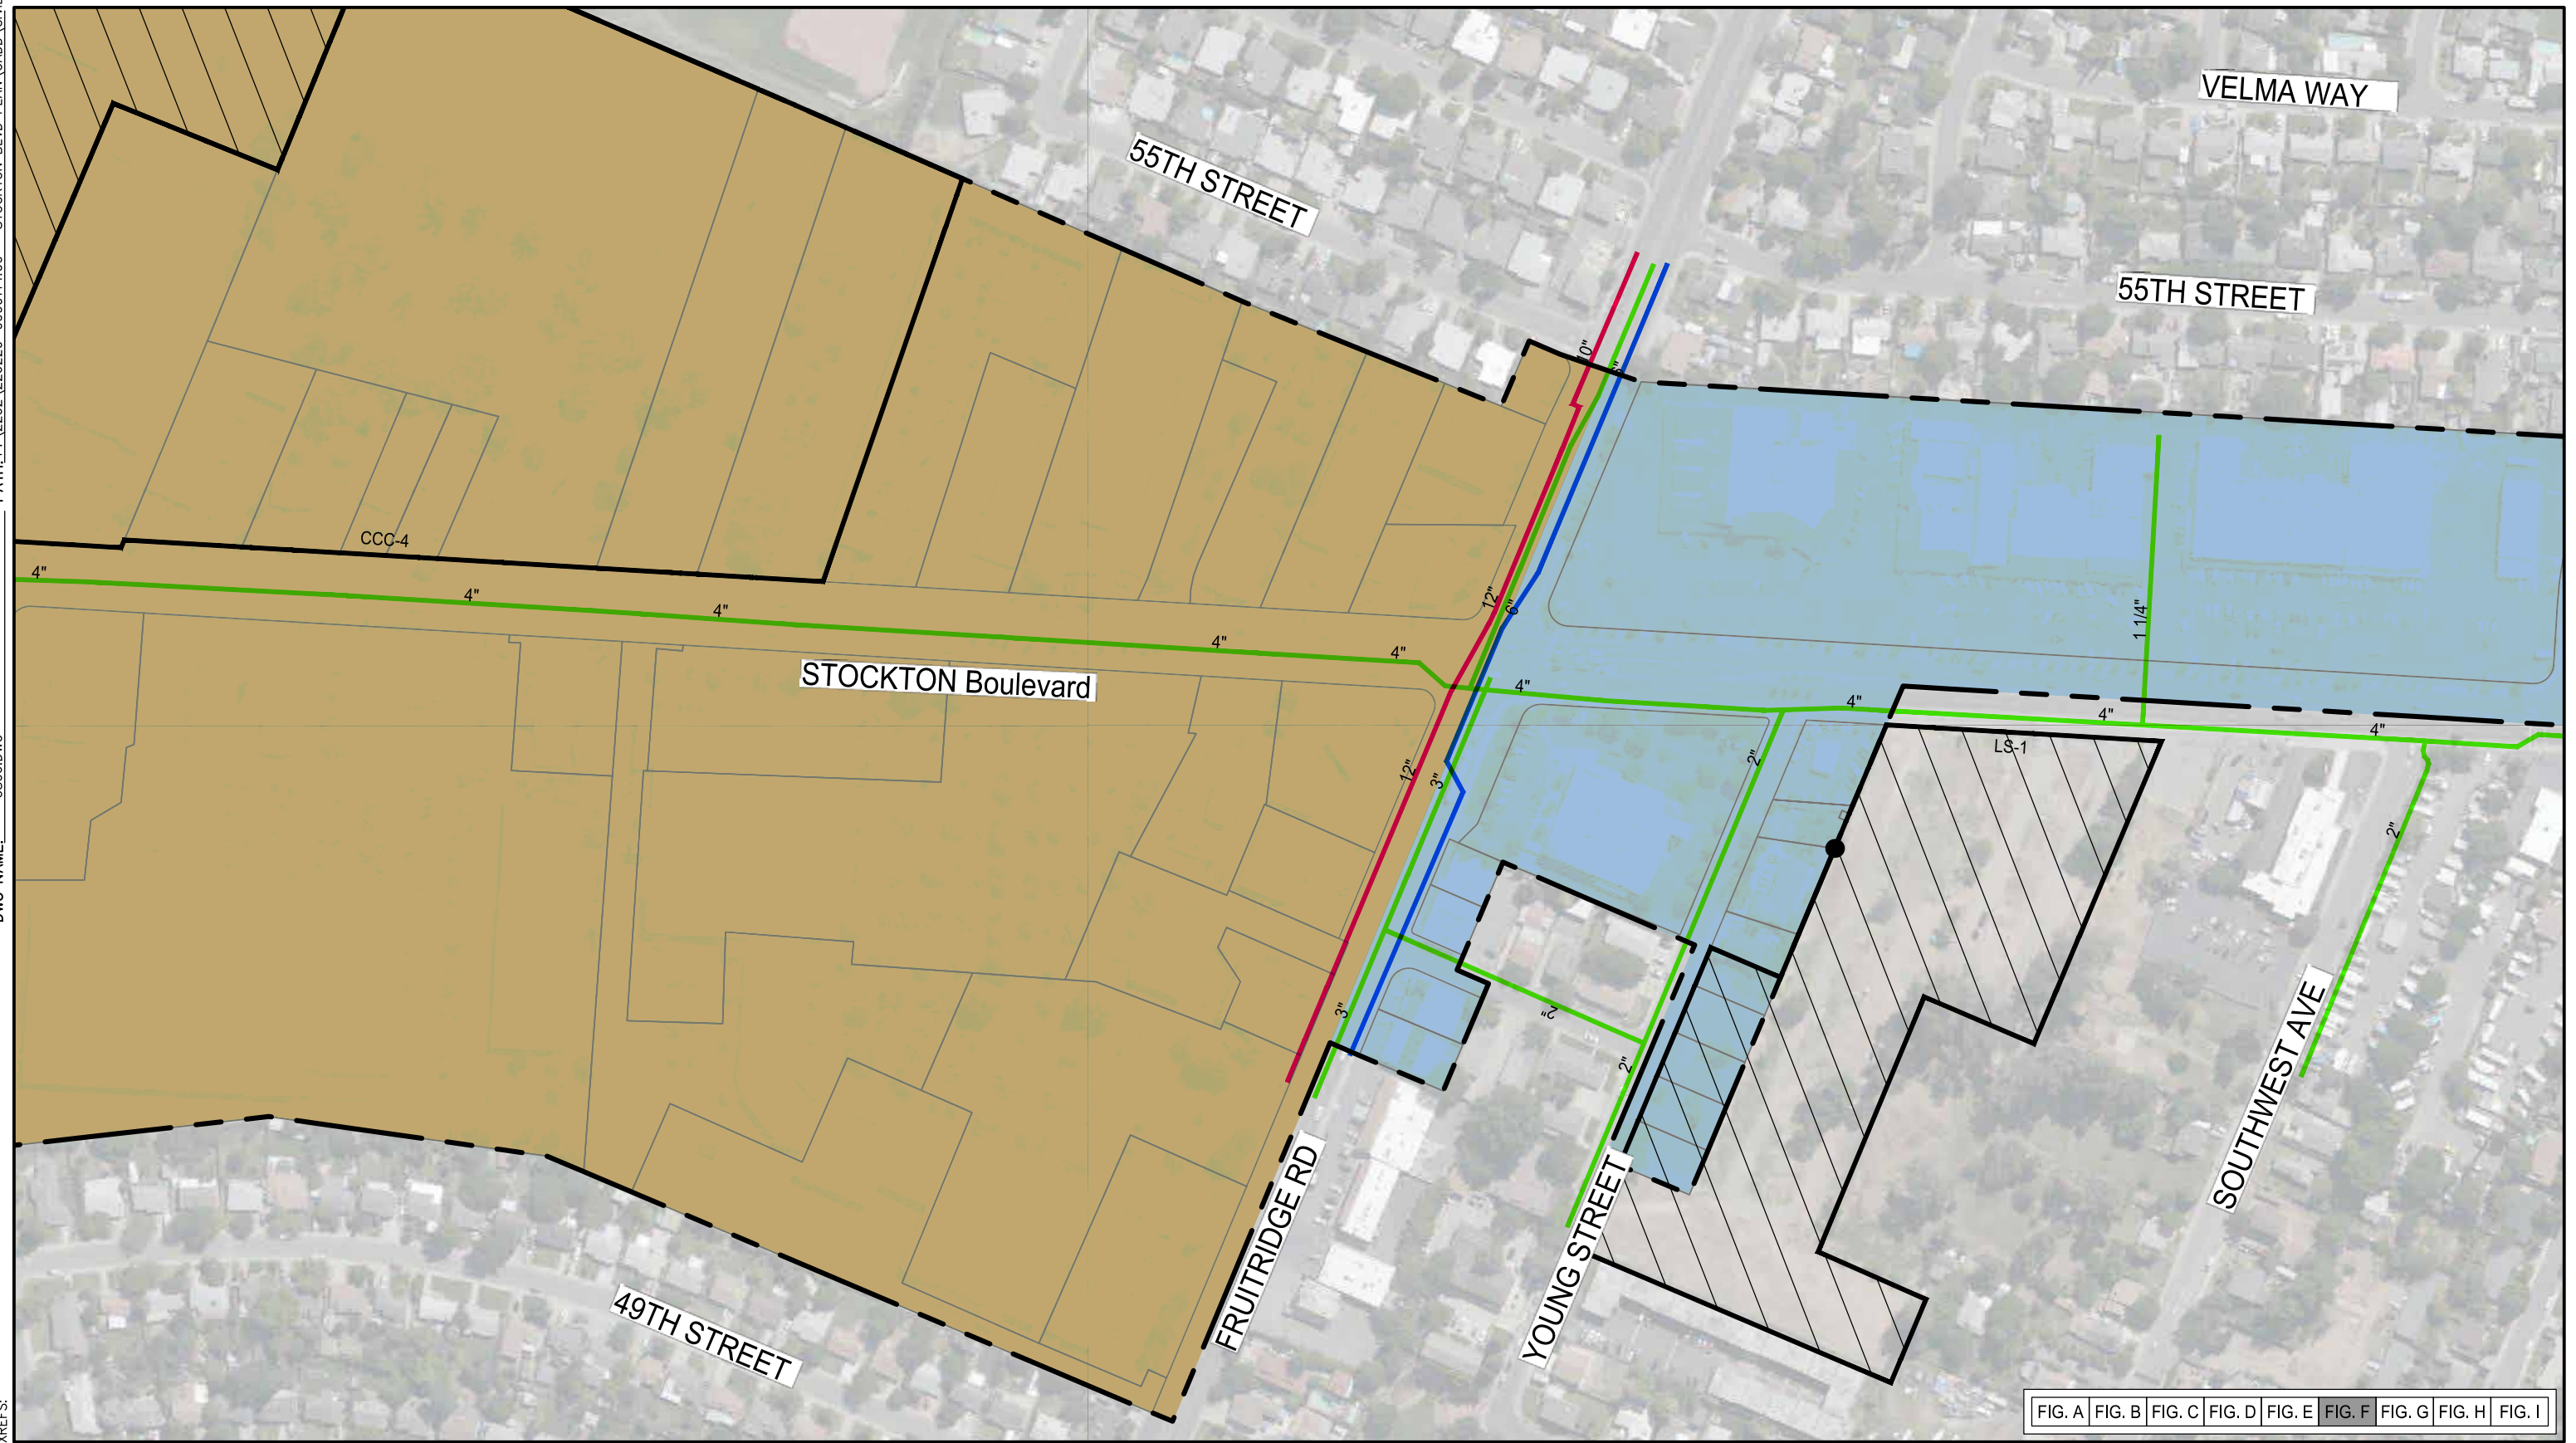 VELMA WAY
55TH STREET
55TH STREET
10"
CCC-4
4"
4"
4"
4"
4"
12"
6"
1 1/4"
STOCKTON Boulevard
4"
4"
4"
4"
LS-1
12"
3"
2"
2"
3"
2"
2"
SOUTHWEST AVE
FRUITRIDGE RD
YOUNG STREET
49TH STREET
FIG. A FIG. B FIG. C FIG. D FIG. E FIG. F FIG. G FIG. H FIG. I
XREFS: